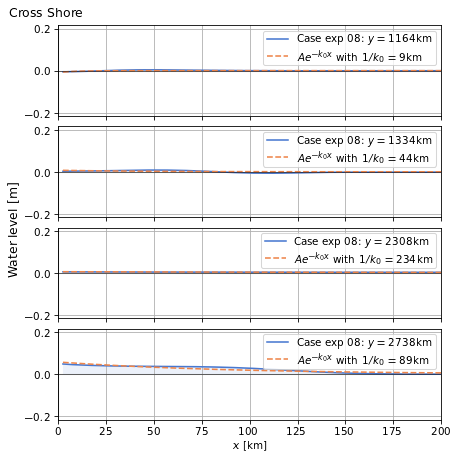 Cross Shore
0.2
0.0
−0.2
Case exp 08: y = 1164km
Ae^{−k₀x} with 1/k₀ = 9km
0.2
0.0
−0.2
Case exp 08: y = 1334km
Ae^{−k₀x} with 1/k₀ = 44km
Water level [m]
0.2
0.0
−0.2
Case exp 08: y = 2308km
Ae^{−k₀x} with 1/k₀ = 234km
0.2
0.0
−0.2
Case exp 08: y = 2738km
Ae^{−k₀x} with 1/k₀ = 89km
0 25 50 75 100 125 150 175 200
x [km]